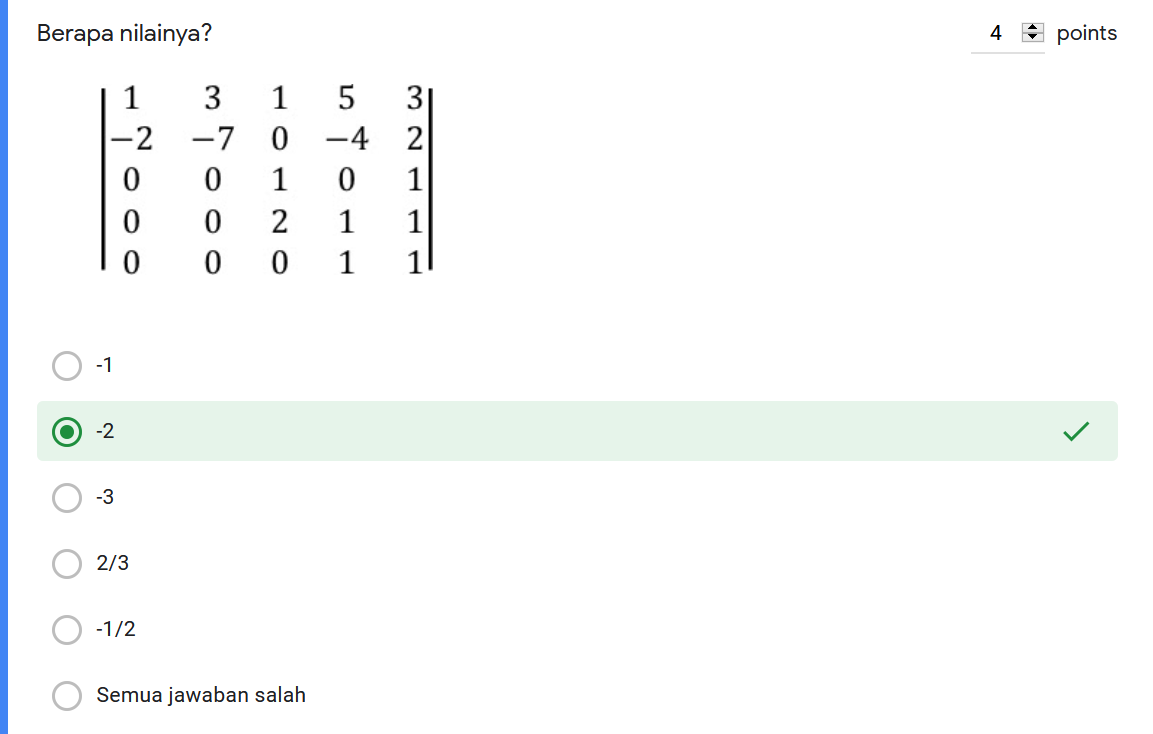 Berapa nilainya? 4 points
1 3 1 5 3
−2 −7 0 −4 2
0 0 1 0 1
0 0 2 1 1
0 0 0 1 1
-1
-2
-3
2/3
-1/2
Semua jawaban salah